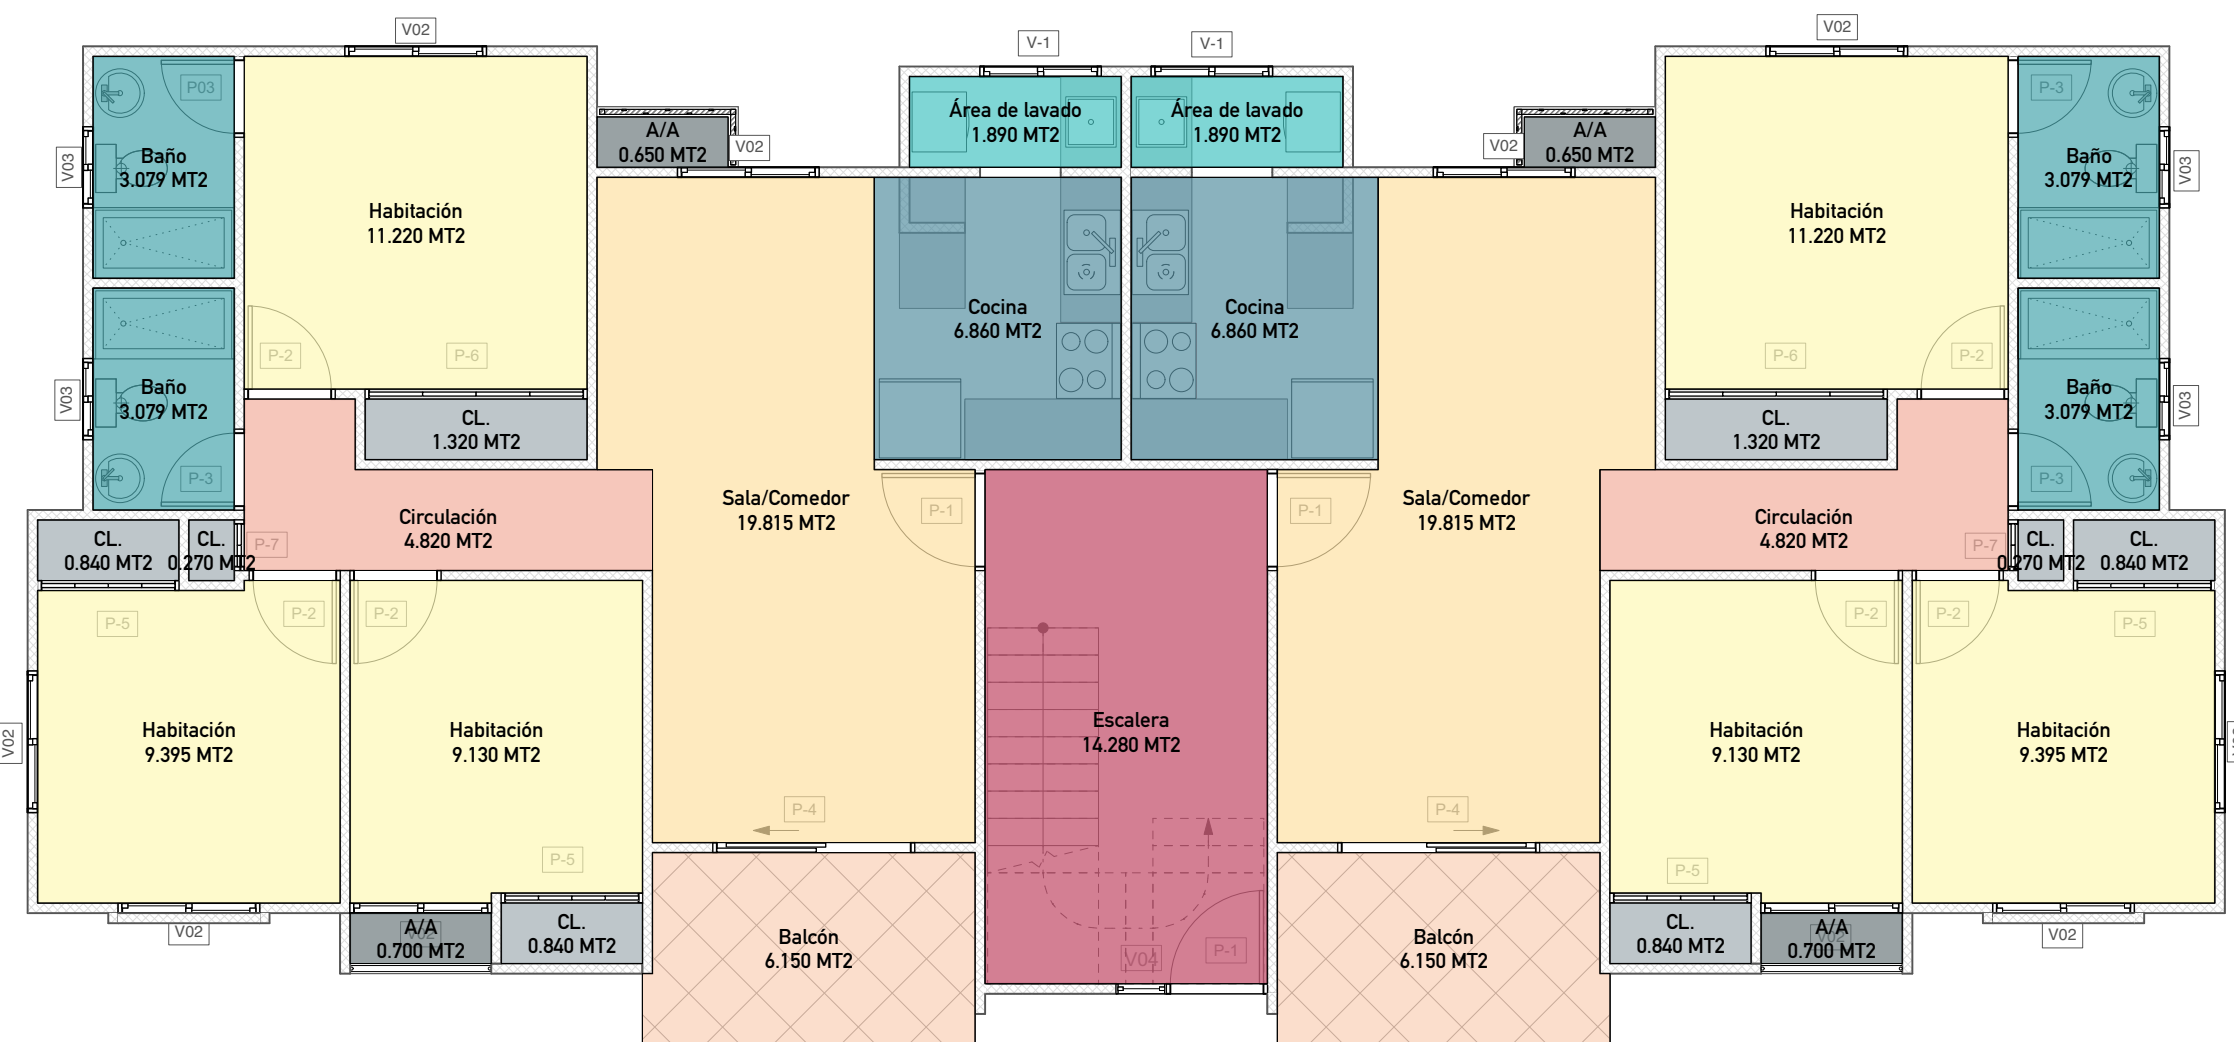 V02
V-1
V-1
V02
P03
Área de lavado
1.890 MT2
Área de lavado
1.890 MT2
P-3
A/A
0.650 MT2
V02
V02
A/A
0.650 MT2
V03
Baño
3.079 MT2
Baño
3.079 MT2
V03
Habitación
11.220 MT2
Habitación
11.220 MT2
Cocina
6.860 MT2
Cocina
6.860 MT2
P-2
P-6
P-6
P-2
V03
Baño
3.079 MT2
Baño
3.079 MT2
V03
CL.
1.320 MT2
CL.
1.320 MT2
P-3
P-3
Sala/Comedor
19.815 MT2
P-1
P-1
Sala/Comedor
19.815 MT2
Circulación
4.820 MT2
Circulación
4.820 MT2
CL.
0.840 MT2
CL.
0.270 MT2
P-7
P-7
CL.
0.270 MT2
CL.
0.840 MT2
P-5
P-2
P-2
P-2
P-2
P-5
V02
Habitación
9.395 MT2
Habitación
9.130 MT2
Escalera
14.280 MT2
Habitación
9.130 MT2
Habitación
9.395 MT2
P-4
P-4
P-5
P-5
V02
A/A
V02
0.700 MT2
CL.
0.840 MT2
Balcón
6.150 MT2
V04
P-1
Balcón
6.150 MT2
CL.
0.840 MT2
A/A
V02
0.700 MT2
V02